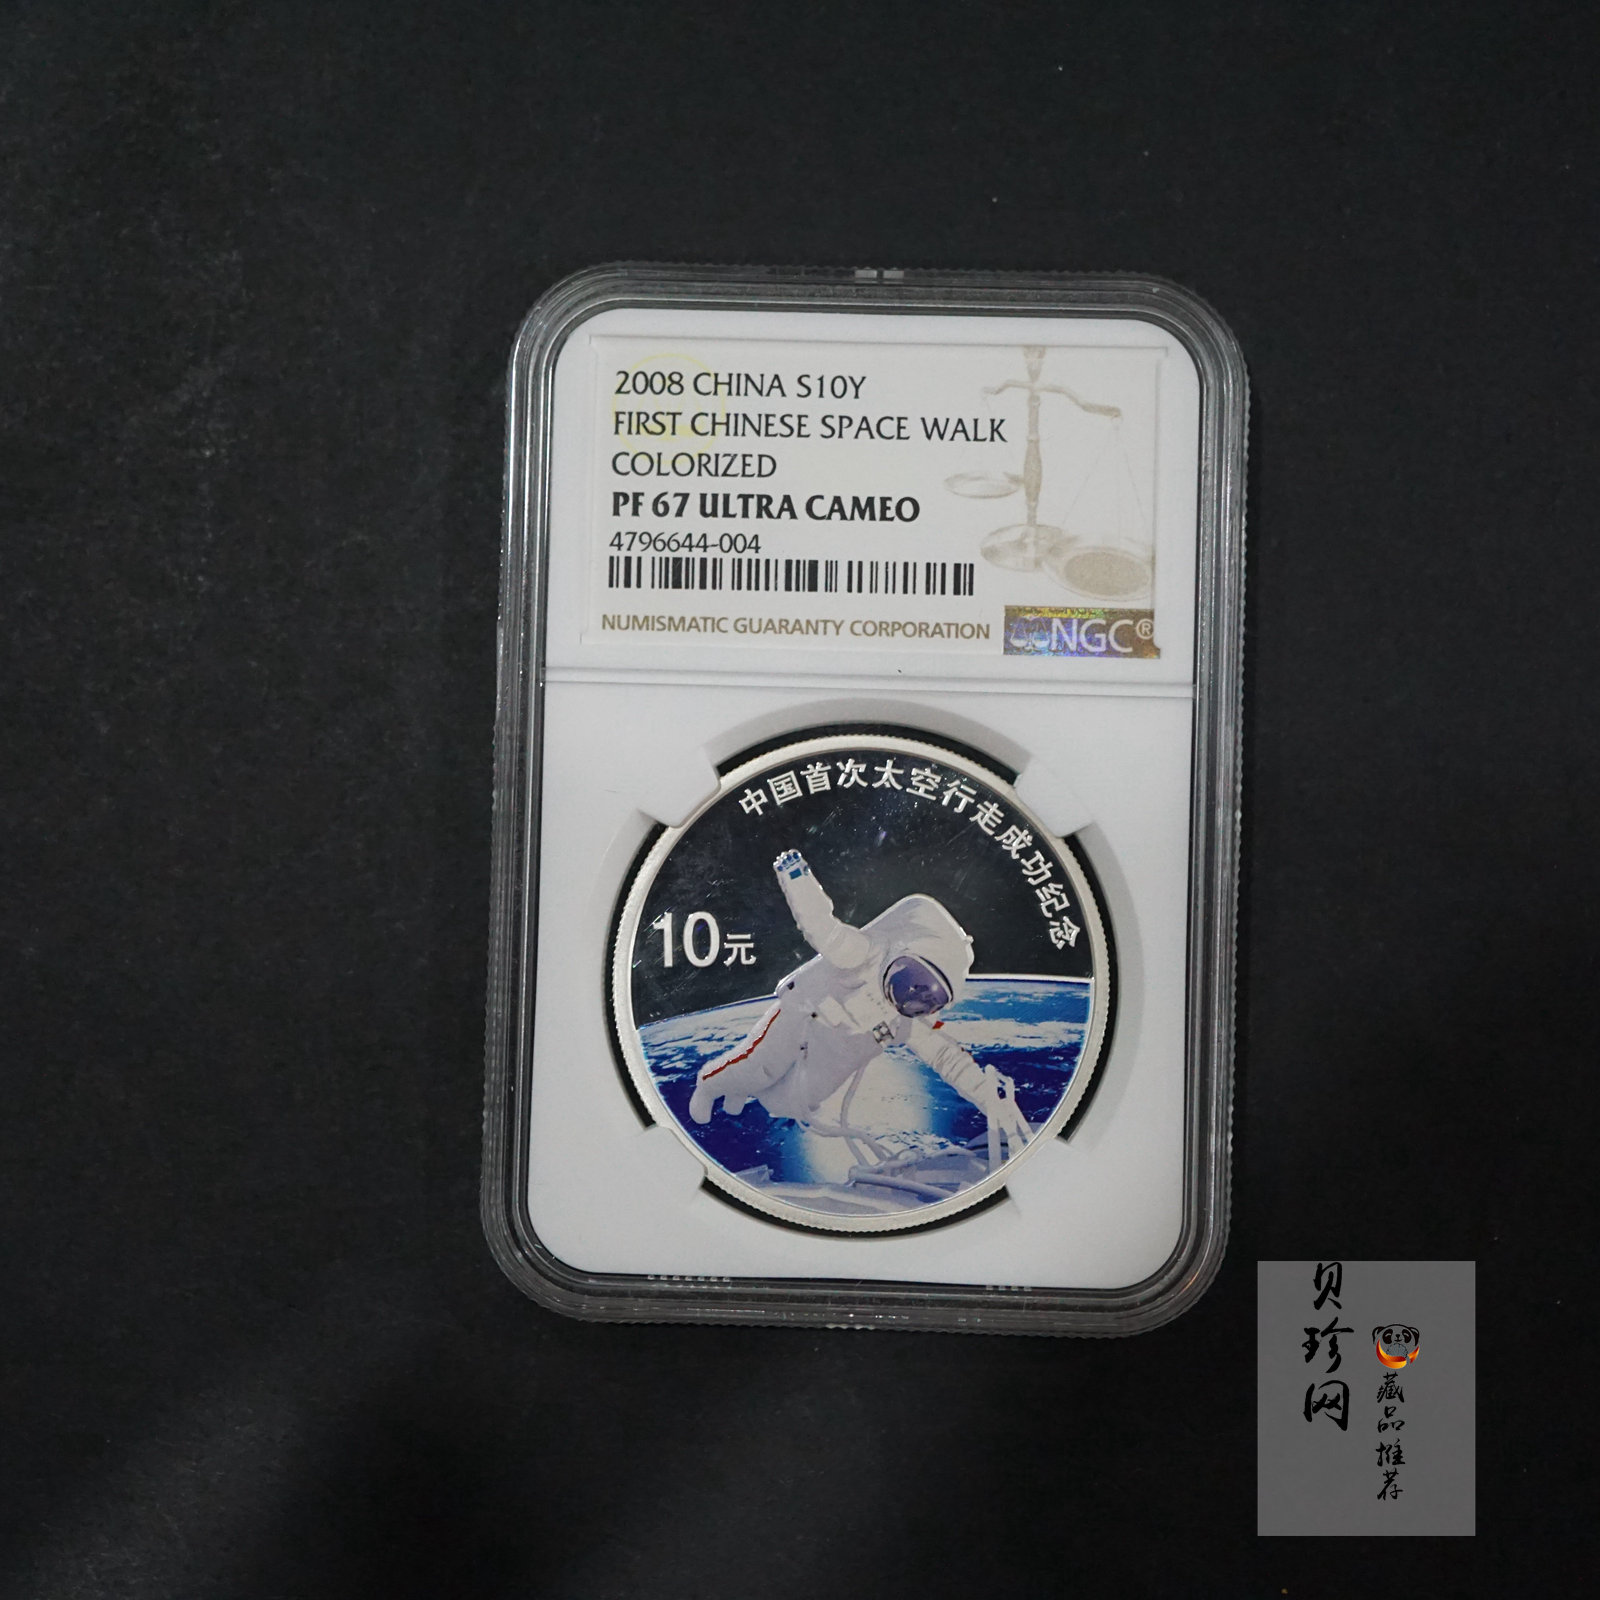 2008 CHINA S10Y
FIRST CHINESE SPACE WALK
COLORIZED
PF 67 ULTRA CAMEO
4796644-004
NUMISMATIC GUARANTY CORPORATION
NGC®
中国首次太空行走成功纪念
10元
贝珍网
藏品推荐